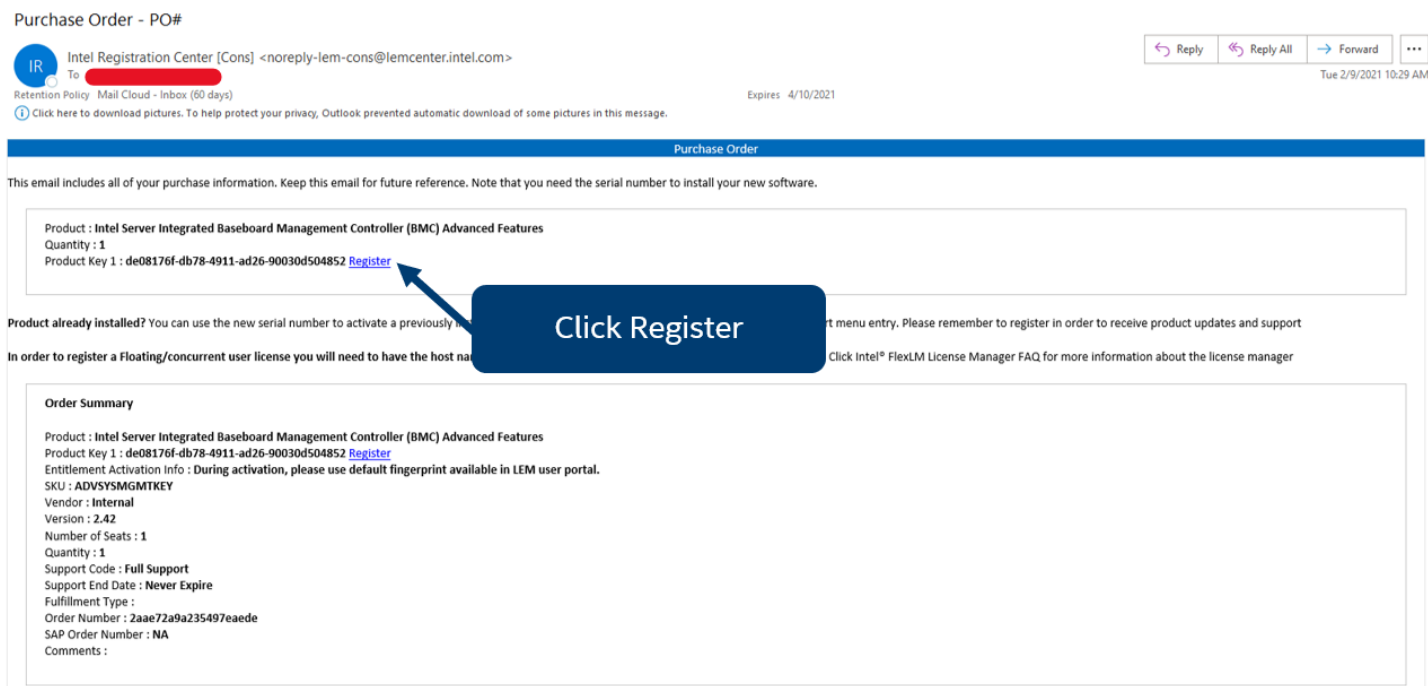 Purchase Order - PO#
IR
Intel Registration Center [Cons] <noreply-lem-cons@lemcenter.intel.com>
To
Reply
Reply All
Forward
...
Tue 2/9/2021 10:29 AM
Retention Policy Mail Cloud - Inbox (60 days)
Expires 4/10/2021
Click here to download pictures. To help protect your privacy, Outlook prevented automatic download of some pictures in this message.
Purchase Order
This email includes all of your purchase information. Keep this email for future reference. Note that you need the serial number to install your new software.
Product : Intel Server Integrated Baseboard Management Controller (BMC) Advanced Features
Quantity : 1
Product Key 1 : de08176f-db78-4911-ad26-90030d504852 Register
Click Register
Product already installed? You can use the new serial number to activate a previously menu entry. Please remember to register in order to receive product updates and support
In order to register a Floating/concurrent user license you will need to have the host Click Intel® FlexLM License Manager FAQ for more information about the license manager
Order Summary
Product : Intel Server Integrated Baseboard Management Controller (BMC) Advanced Features
Product Key 1 : de08176f-db78-4911-ad26-90030d504852 Register
Entitlement Activation Info : During activation, please use default fingerprint available in LEM user portal.
SKU : ADVSYSMGMTKEY
Vendor : Internal
Version : 2.42
Number of Seats : 1
Quantity : 1
Support Code : Full Support
Support End Date : Never Expire
Fulfillment Type :
Order Number : 2aae72a9a235497eaede
SAP Order Number : NA
Comments :